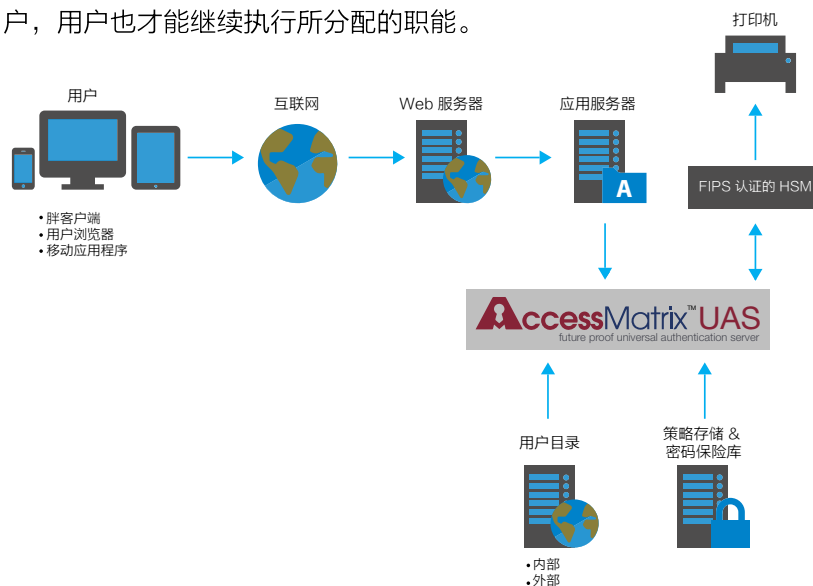 户，用户也才能继续执行所分配的职能。
打印机
用户
互联网
Web 服务器
应用服务器
A
FIPS 认证的 HSM
• 胖客户端
• 用户浏览器
• 移动应用程序
AccessMatrix™ UAS
future proof universal authentication server
用户目录
策略存储 &
密码保险库
• 内部
• 外部